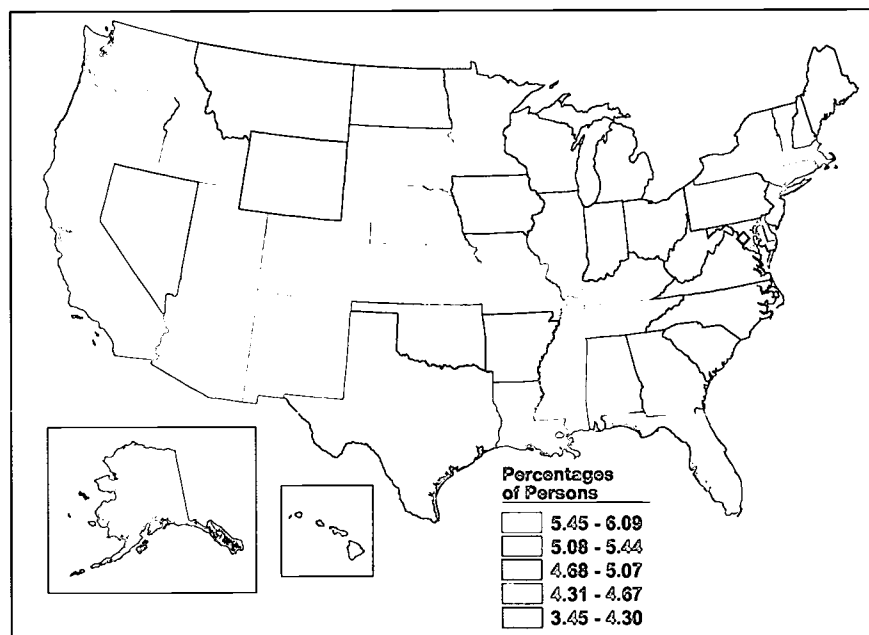 Percentages
of Persons
5.45 - 6.09
5.08 - 5.44
4.68 - 5.07
4.31 - 4.67
3.45 - 4.30